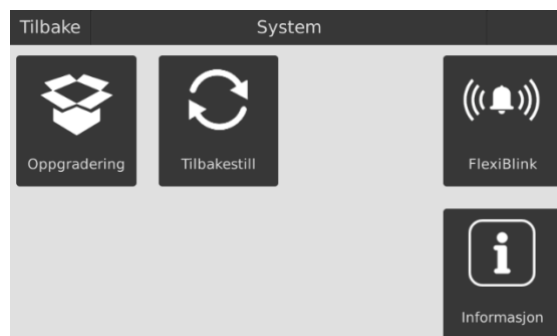 Tilbake
System
Oppgradering
Tilbakestill
FlexiBlink
Informasjon